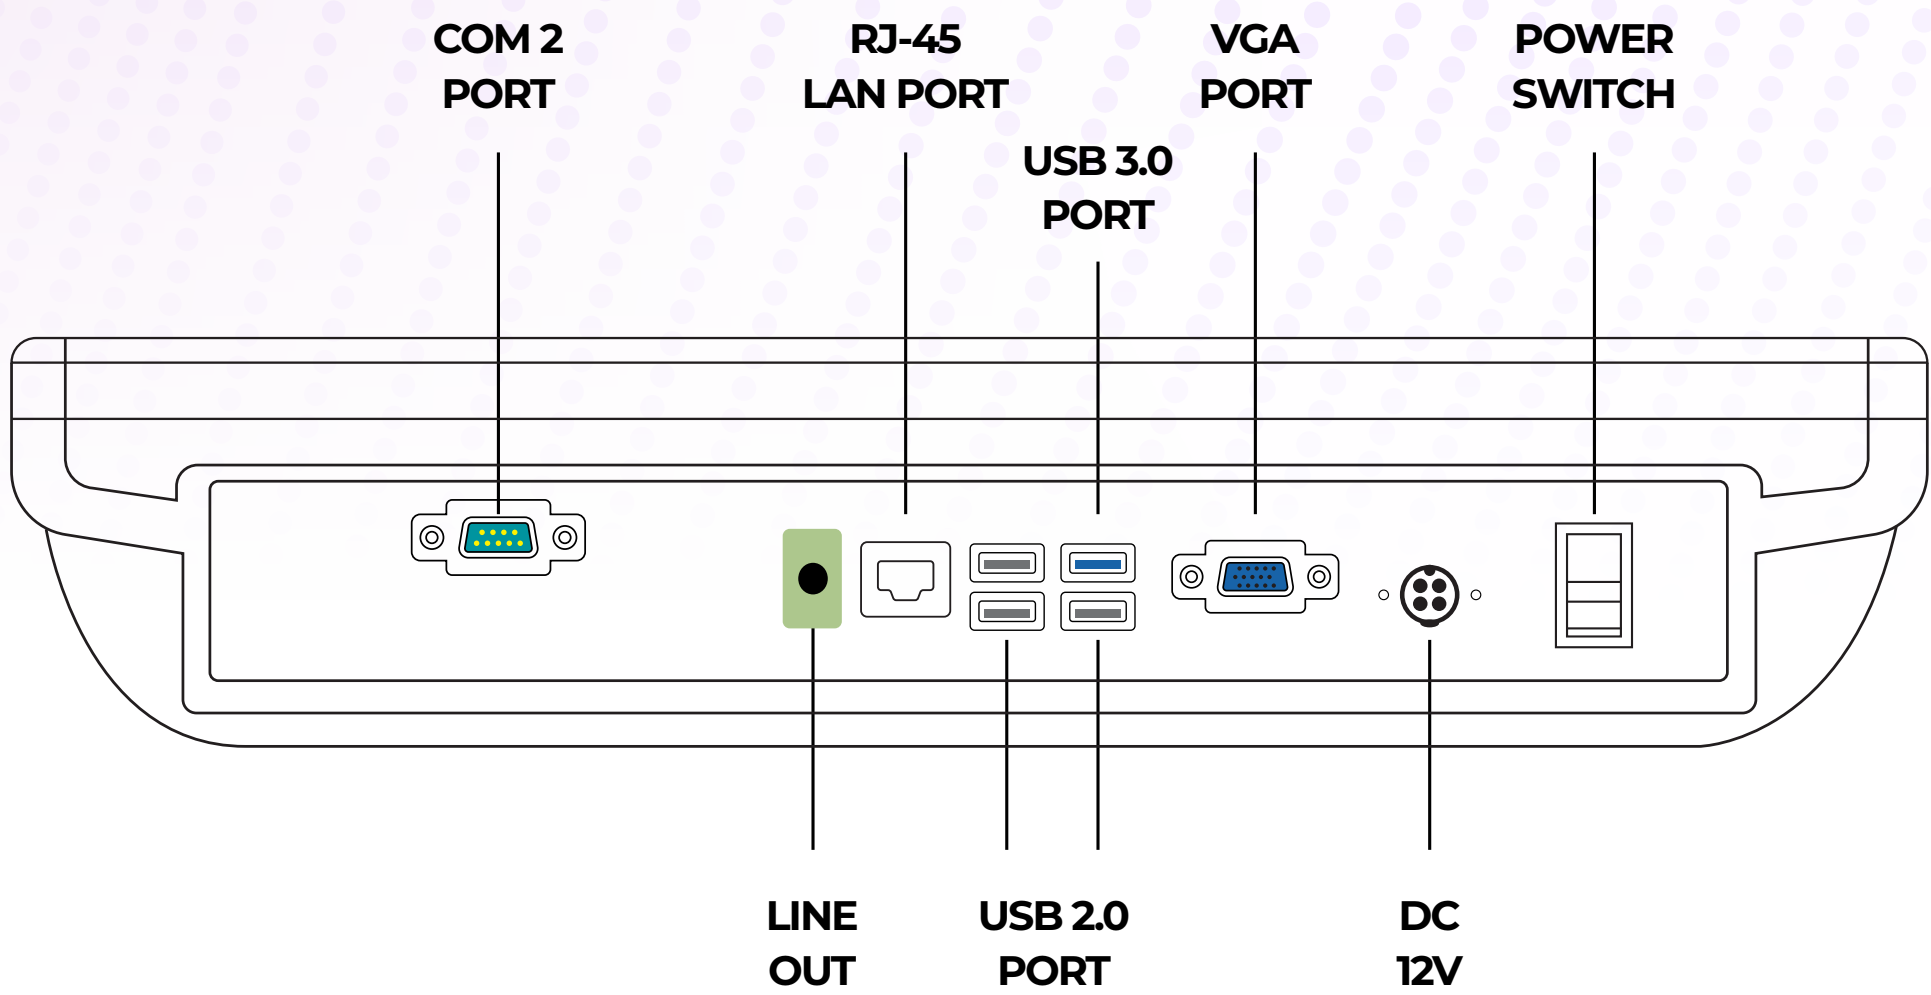 COM 2
PORT
RJ-45
LAN PORT
VGA
PORT
POWER
SWITCH
USB 3.0
PORT
LINE
OUT
USB 2.0
PORT
DC
12V